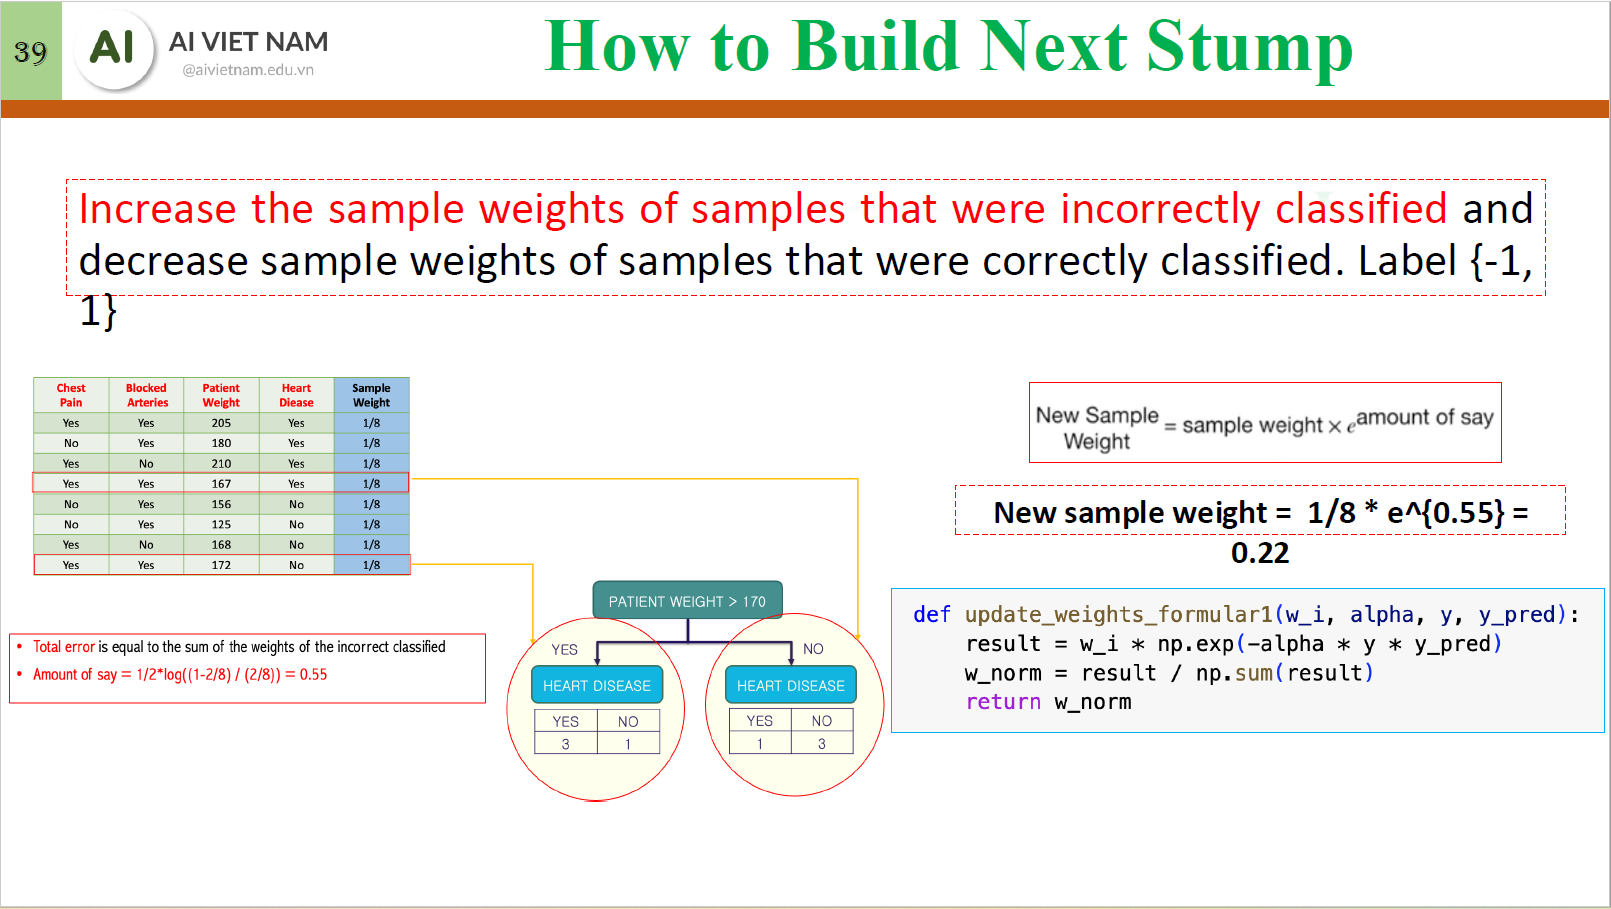 39
AI
AI VIET NAM
@aivietnam.edu.vn
How to Build Next Stump
Increase the sample weights of samples that were incorrectly classified and
decrease sample weights of samples that were correctly classified. Label {-1,
1}
Chest Pain Blocked Arteries Patient Weight Heart Diease Sample Weight
Yes Yes 205 Yes 1/8
No Yes 180 Yes 1/8
Yes No 210 Yes 1/8
Yes Yes 167 Yes 1/8
No Yes 156 No 1/8
No Yes 125 No 1/8
Yes No 168 No 1/8
Yes Yes 172 No 1/8
• Total error is equal to the sum of the weights of the incorrect classified
• Amount of say = 1/2*log((1-2/8) / (2/8)) = 0.55
PATIENT WEIGHT > 170
YES NO
HEART DISEASE HEART DISEASE
YES NO YES NO
3 1 1 3
New Sample Weight = sample weight × e^amount of say
New sample weight = 1/8 * e^{0.55} =
0.22
def update_weights_formular1(w_i, alpha, y, y_pred):
result = w_i * np.exp(-alpha * y * y_pred)
w_norm = result / np.sum(result)
return w_norm